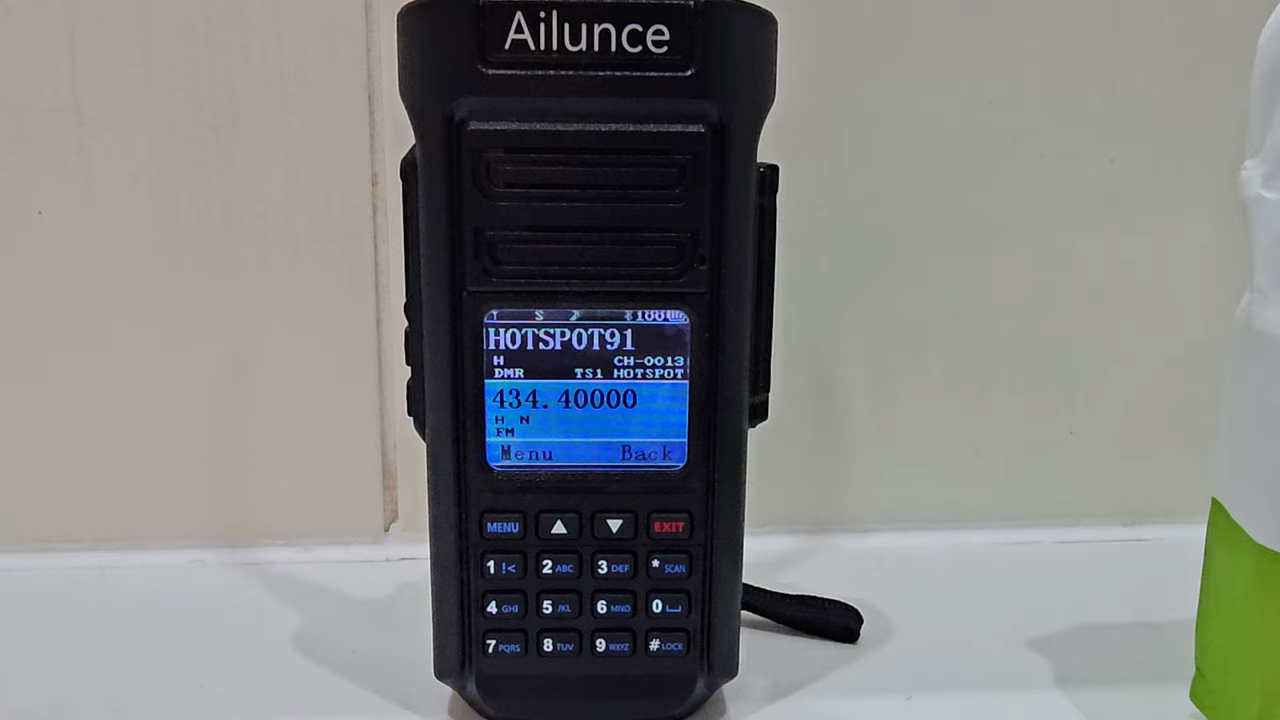 Ailunce
S 100
HOTSPOT91
H CH-0013
DMR TS1 HOTSPOT
434.40000
H N
FM
Menu Back
MENU ▲ ▼ EXIT
1 !< 2 ABC 3 DEF * SCAN
4 GHI 5 JKL 6 MNO 0
7 PQRS 8 TUV 9 WXYZ # LOCK